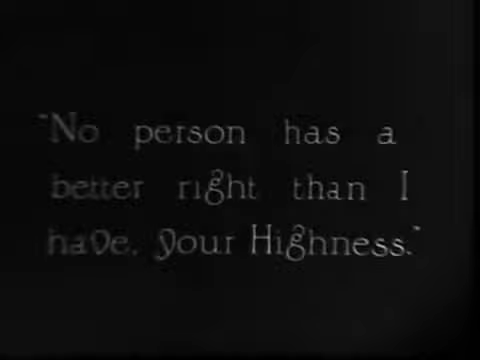 "No person has a
better right than I
have, your Highness."